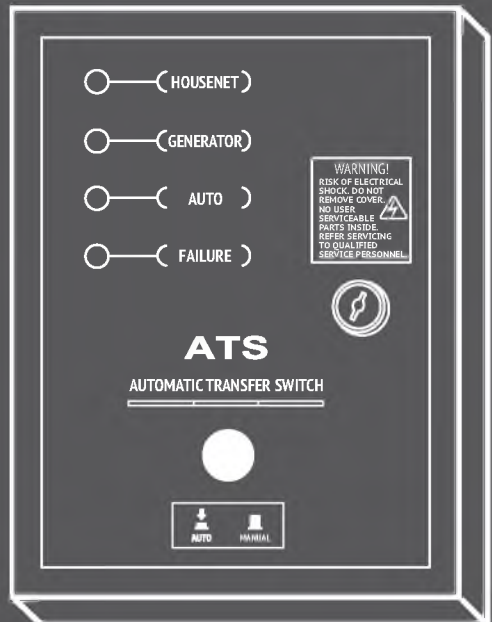 HOUSENET
GENERATOR
AUTO
FAILURE
WARNING!
RISK OF ELECTRICAL
SHOCK. DO NOT
REMOVE COVER.
NO USER
SERVICEABLE
PARTS INSIDE.
REFER SERVICING
TO QUALIFIED
SERVICE PERSONNEL.
ATS
AUTOMATIC TRANSFER SWITCH
AUTO MANUAL